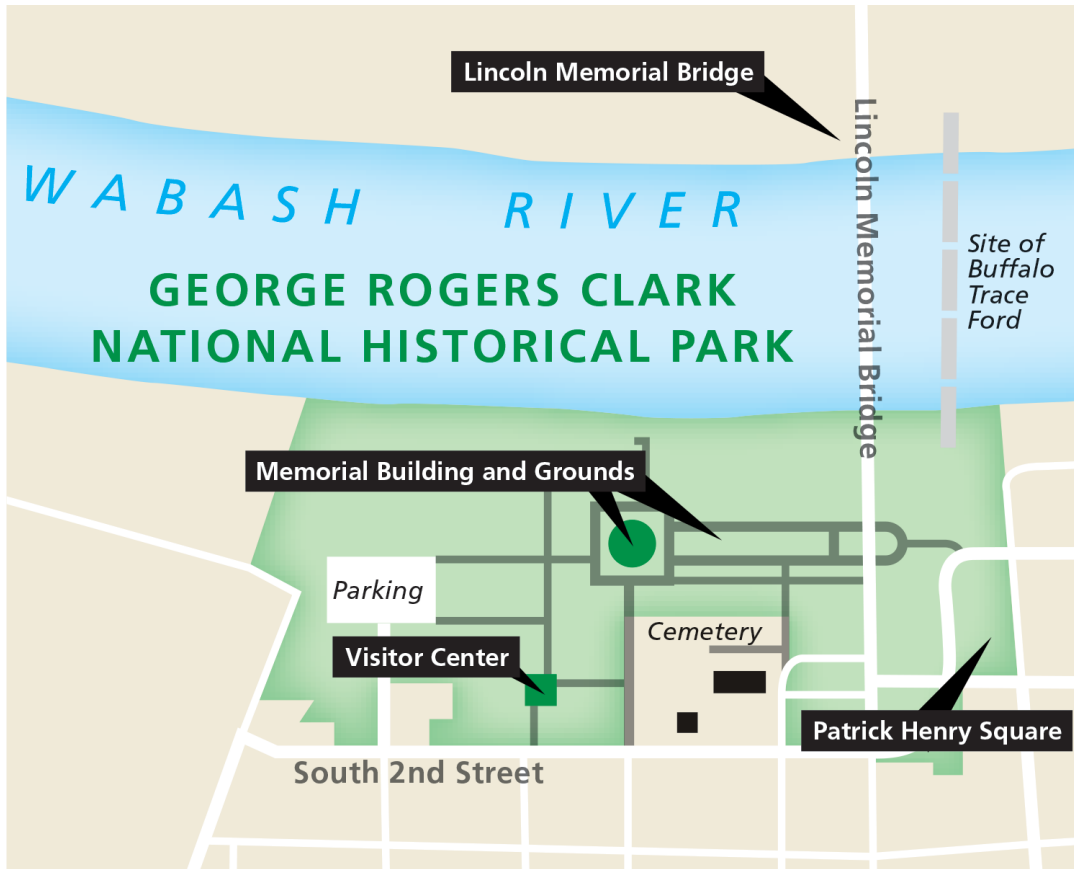 Lincoln Memorial Bridge
Lincoln Memorial Bridge
WABASH RIVER
Site of
Buffalo
Trace
Ford
GEORGE ROGERS CLARK
NATIONAL HISTORICAL PARK
Memorial Building and Grounds
Parking
Cemetery
Visitor Center
Patrick Henry Square
South 2nd Street